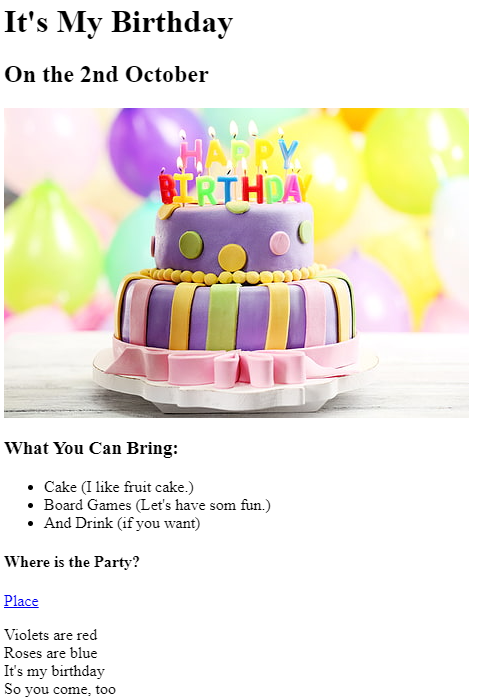 It's My Birthday
On the 2nd October
HAPPY
BIRTHDAY
What You Can Bring:
Cake (I like fruit cake.)
Board Games (Let's have som fun.)
And Drink (if you want)
Where is the Party?
Place
Violets are red
Roses are blue
It's my birthday
So you come, too